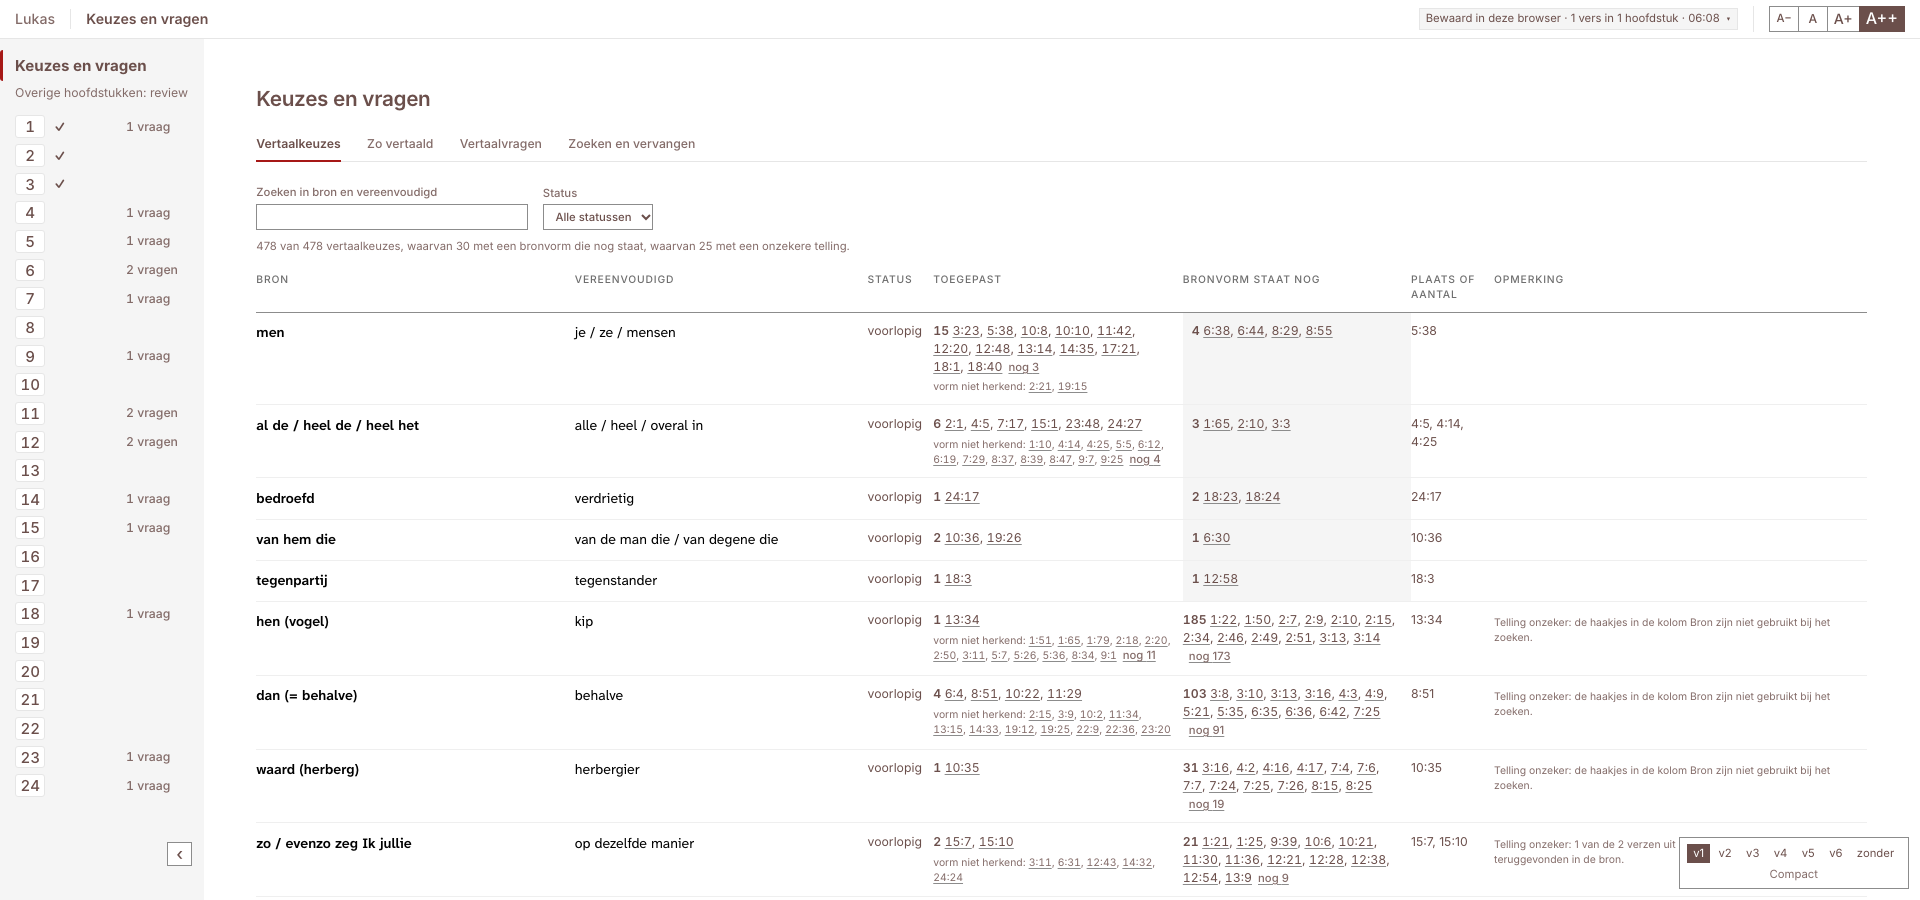 Lukas Keuzes en vragen Bewaard in deze browser · 1 vers in 1 hoofdstuk · 06:08 A− A A+ A++
Keuzes en vragen
Overige hoofdstukken: review
1 ✓ 1 vraag
2 ✓
3 ✓
4 1 vraag
5 1 vraag
6 2 vragen
7 1 vraag
8
9 1 vraag
10
11 2 vragen
12 2 vragen
13
14 1 vraag
15 1 vraag
16
17
18 1 vraag
19
20
21
22
23 1 vraag
24 1 vraag
Keuzes en vragen
Vertaalkeuzes Zo vertaald Vertaalvragen Zoeken en vervangen
Zoeken in bron en vereenvoudigd Status
Alle statussen
478 van 478 vertaalkeuzes, waarvan 30 met een bronvorm die nog staat, waarvan 25 met een onzekere telling.
BRON VEREENVOUDIGD STATUS TOEGEPAST BRONVORM STAAT NOG PLAATS OF AANTAL OPMERKING
men je / ze / mensen voorlopig 15 3:23, 5:38, 10:8, 10:10, 11:42, 4 6:38, 6:44, 8:29, 8:55 5:38
12:20, 12:48, 13:14, 14:35, 17:21,
18:1, 18:40 nog 3
vorm niet herkend: 2:21, 19:15
al de / heel de / heel het alle / heel / overal in voorlopig 6 2:1, 4:5, 7:17, 15:1, 23:48, 24:27 3 1:65, 2:10, 3:3 4:5, 4:14,
4:25
vorm niet herkend: 1:10, 4:14, 4:25, 5:5, 6:12,
6:19, 7:29, 8:37, 8:39, 8:47, 9:7, 9:25 nog 4
bedroefd verdrietig voorlopig 1 24:17 2 18:23, 18:24 24:17
van hem die van de man die / van degene die voorlopig 2 10:36, 19:26 1 6:30 10:36
tegenpartij tegenstander voorlopig 1 18:3 1 12:58 18:3
hen (vogel) kip voorlopig 1 13:34 185 1:22, 1:50, 2:7, 2:9, 2:10, 2:15, 13:34 Telling onzeker: de haakjes in de kolom Bron zijn niet gebruikt bij het
vorm niet herkend: 1:51, 1:65, 1:79, 2:18, 2:20, 2:34, 2:46, 2:49, 2:51, 3:13, 3:14 zoeken.
2:50, 3:11, 5:7, 5:26, 5:36, 8:34, 9:1 nog 11 nog 173
dan (= behalve) behalve voorlopig 4 6:4, 8:51, 10:22, 11:29 103 3:8, 3:10, 3:13, 3:16, 4:3, 4:9, 8:51 Telling onzeker: de haakjes in de kolom Bron zijn niet gebruikt bij het
vorm niet herkend: 2:15, 3:9, 10:2, 11:34, 5:21, 5:35, 6:35, 6:36, 6:42, 7:25 zoeken.
13:15, 14:33, 19:12, 19:25, 22:9, 22:36, 23:20 nog 91
waard (herberg) herbergier voorlopig 1 10:35 31 3:16, 4:2, 4:16, 4:17, 7:4, 7:6, 10:35 Telling onzeker: de haakjes in de kolom Bron zijn niet gebruikt bij het
7:7, 7:24, 7:25, 7:26, 8:15, 8:25 zoeken.
nog 19
zo / evenzo zeg Ik jullie op dezelfde manier voorlopig 2 15:7, 15:10 21 1:21, 1:25, 9:39, 10:6, 10:21, 15:7, 15:10 Telling onzeker: 1 van de 2 verzen uit
vorm niet herkend: 3:11, 6:31, 12:43, 14:32, 11:30, 11:36, 12:21, 12:28, 12:38, teruggevonden in de bron.
24:24 12:54, 13:9 nog 9
v1 v2 v3 v4 v5 v6 zonder
Compact